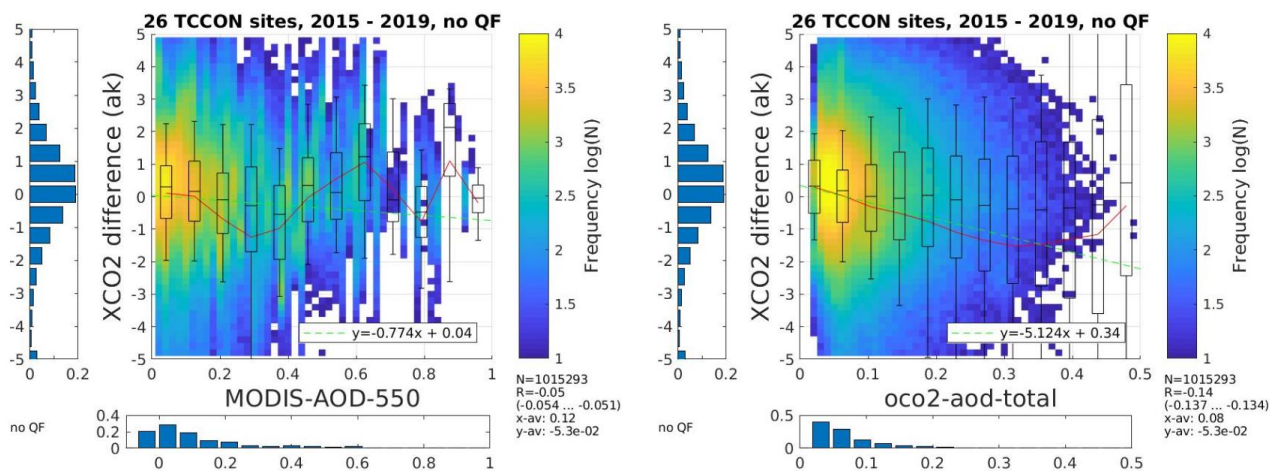 26 TCCON sites, 2015 - 2019, no QF
5
4
3
2
1
0
-1
-2
-3
-4
-5
0
0.2
XCO2 difference (ak)
5
4
3
2
1
0
-1
-2
-3
-4
-5
y=-0.774x + 0.04
0 0.2 0.4 0.6 0.8 1
MODIS-AOD-550
4
3.5
3
2.5
2
1.5
1
Frequency log(N)
N=1015293
R=-0.05
(-0.054 ... -0.051)
x-av: 0.12
y-av: -5.3e-02
no QF
0.4
0.2
0
0 0.2 0.4 0.6 0.8 1
26 TCCON sites, 2015 - 2019, no QF
5
4
3
2
1
0
-1
-2
-3
-4
-5
0
0.2
XCO2 difference (ak)
5
4
3
2
1
0
-1
-2
-3
-4
-5
y=-5.124x + 0.34
0 0.1 0.2 0.3 0.4 0.5
oco2-aod-total
4
3.5
3
2.5
2
1.5
1
Frequency log(N)
N=1015293
R=-0.14
(-0.137 ... -0.134)
x-av: 0.08
y-av: -5.3e-02
no QF
0.5
0
0 0.1 0.2 0.3 0.4 0.5